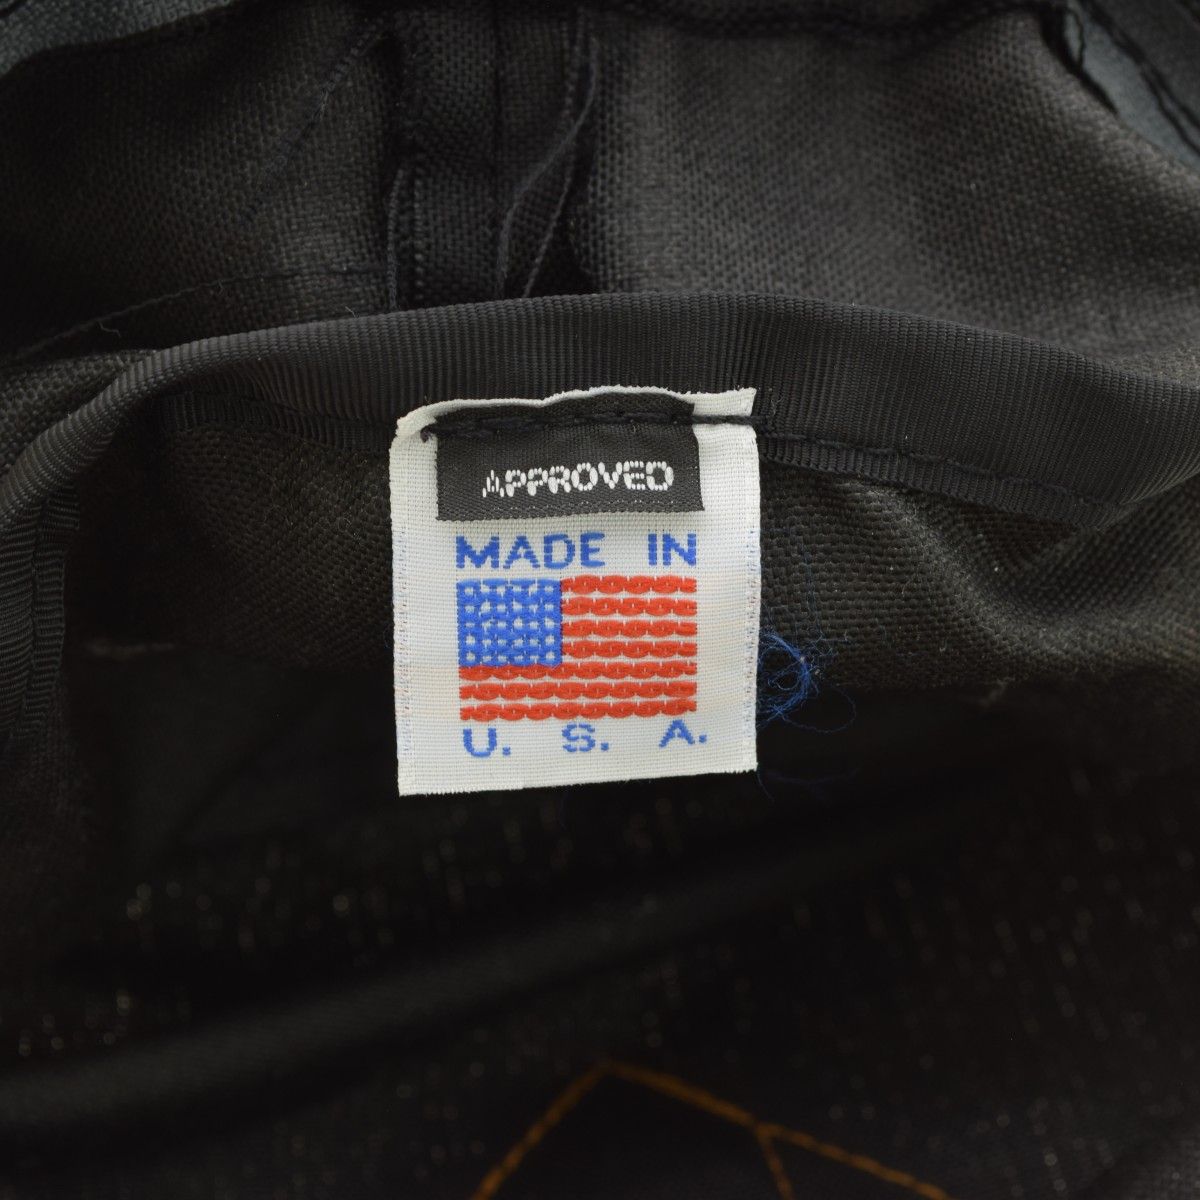 APPROVED
MADE IN
U. S. A.